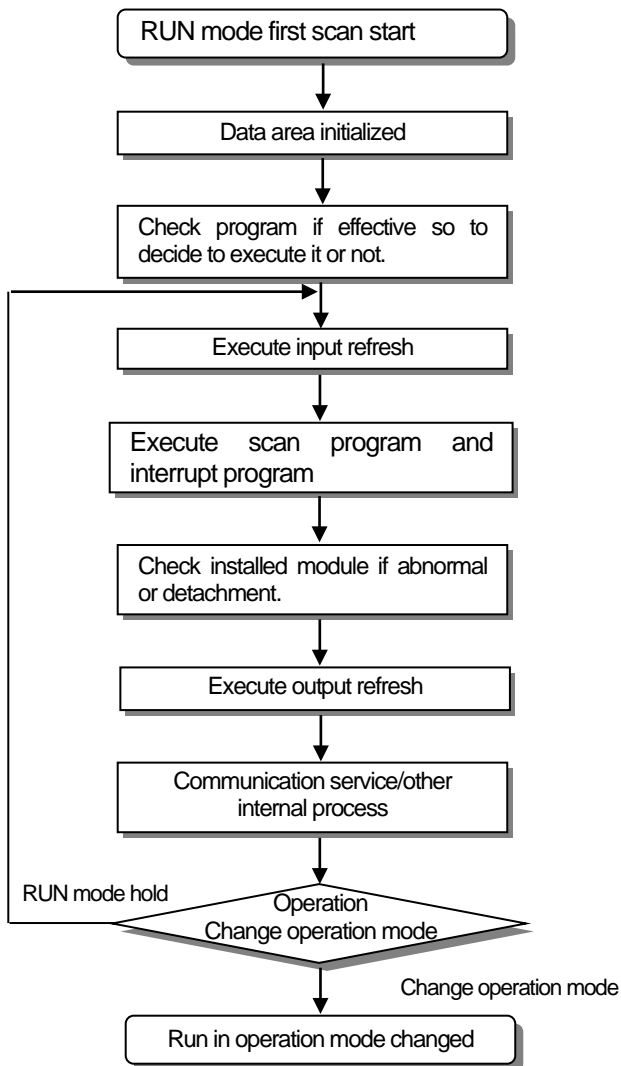 RUN mode first scan start
Data area initialized
Check program if effective so to
decide to execute it or not.
Execute input refresh
Execute scan program and
interrupt program
Check installed module if abnormal
or detachment.
Execute output refresh
Communication service/other
internal process
RUN mode hold
Operation
Change operation mode
Change operation mode
Run in operation mode changed